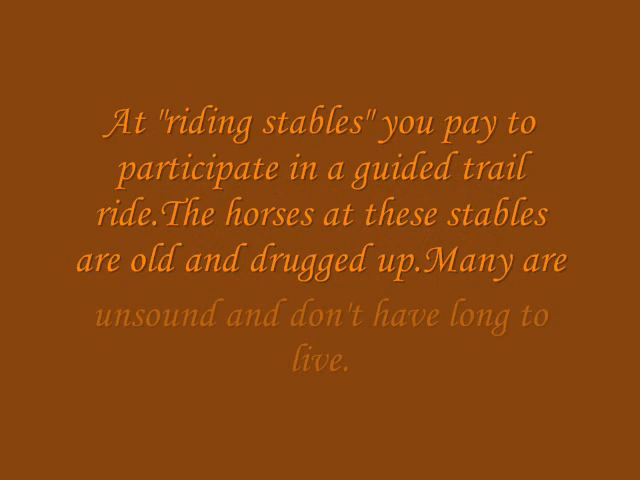 At "riding stables" you pay to
participate in a guided trail
ride.The horses at these stables
are old and drugged up.Many are
unsound and don't have long to
live.